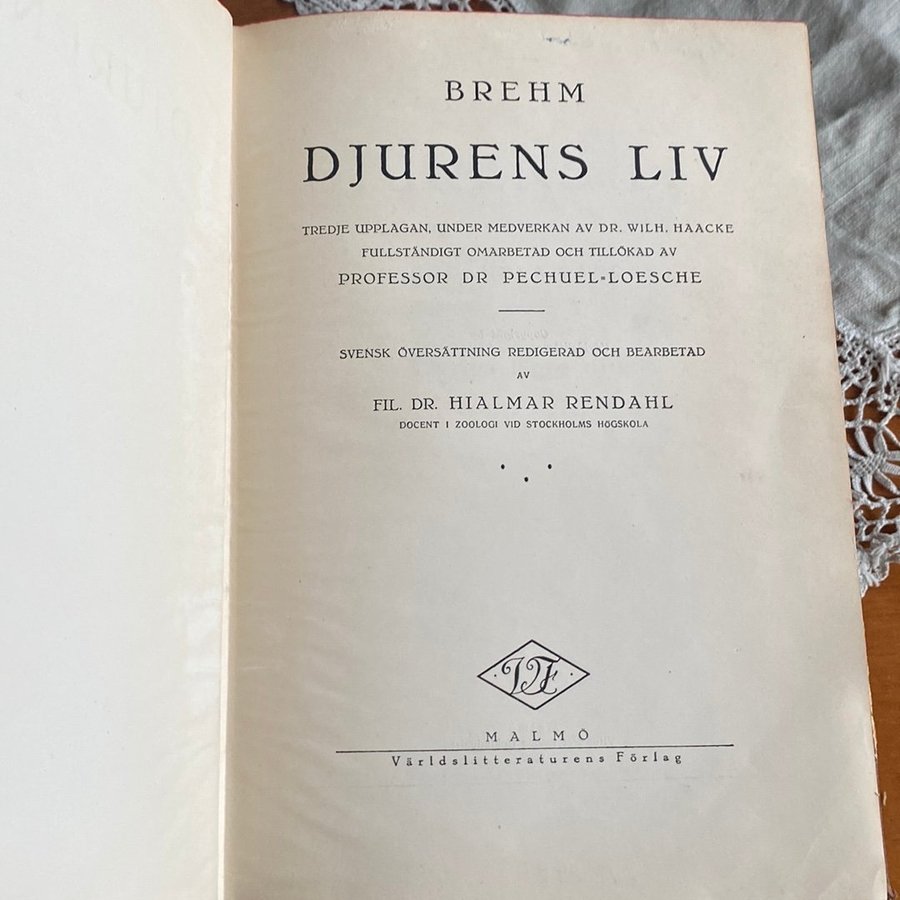 BREHM
DJURENS LIV
TREDJE UPPLAGAN, UNDER MEDVERKAN AV DR. WILH. HAACKE
FULLSTÄNDIGT OMARBETAD OCH TILLÖKAD AV
PROFESSOR DR PECHUEL-LOESCHE
SVENSK ÖVERSÄTTNING REDIGERAD OCH BEARBETAD
AV
FIL. DR. HIALMAR RENDAHL
DOCENT I ZOOLOGI VID STOCKHOLMS HÖGSKOLA
VLF
MALMÖ
Världslitteraturens Förlag